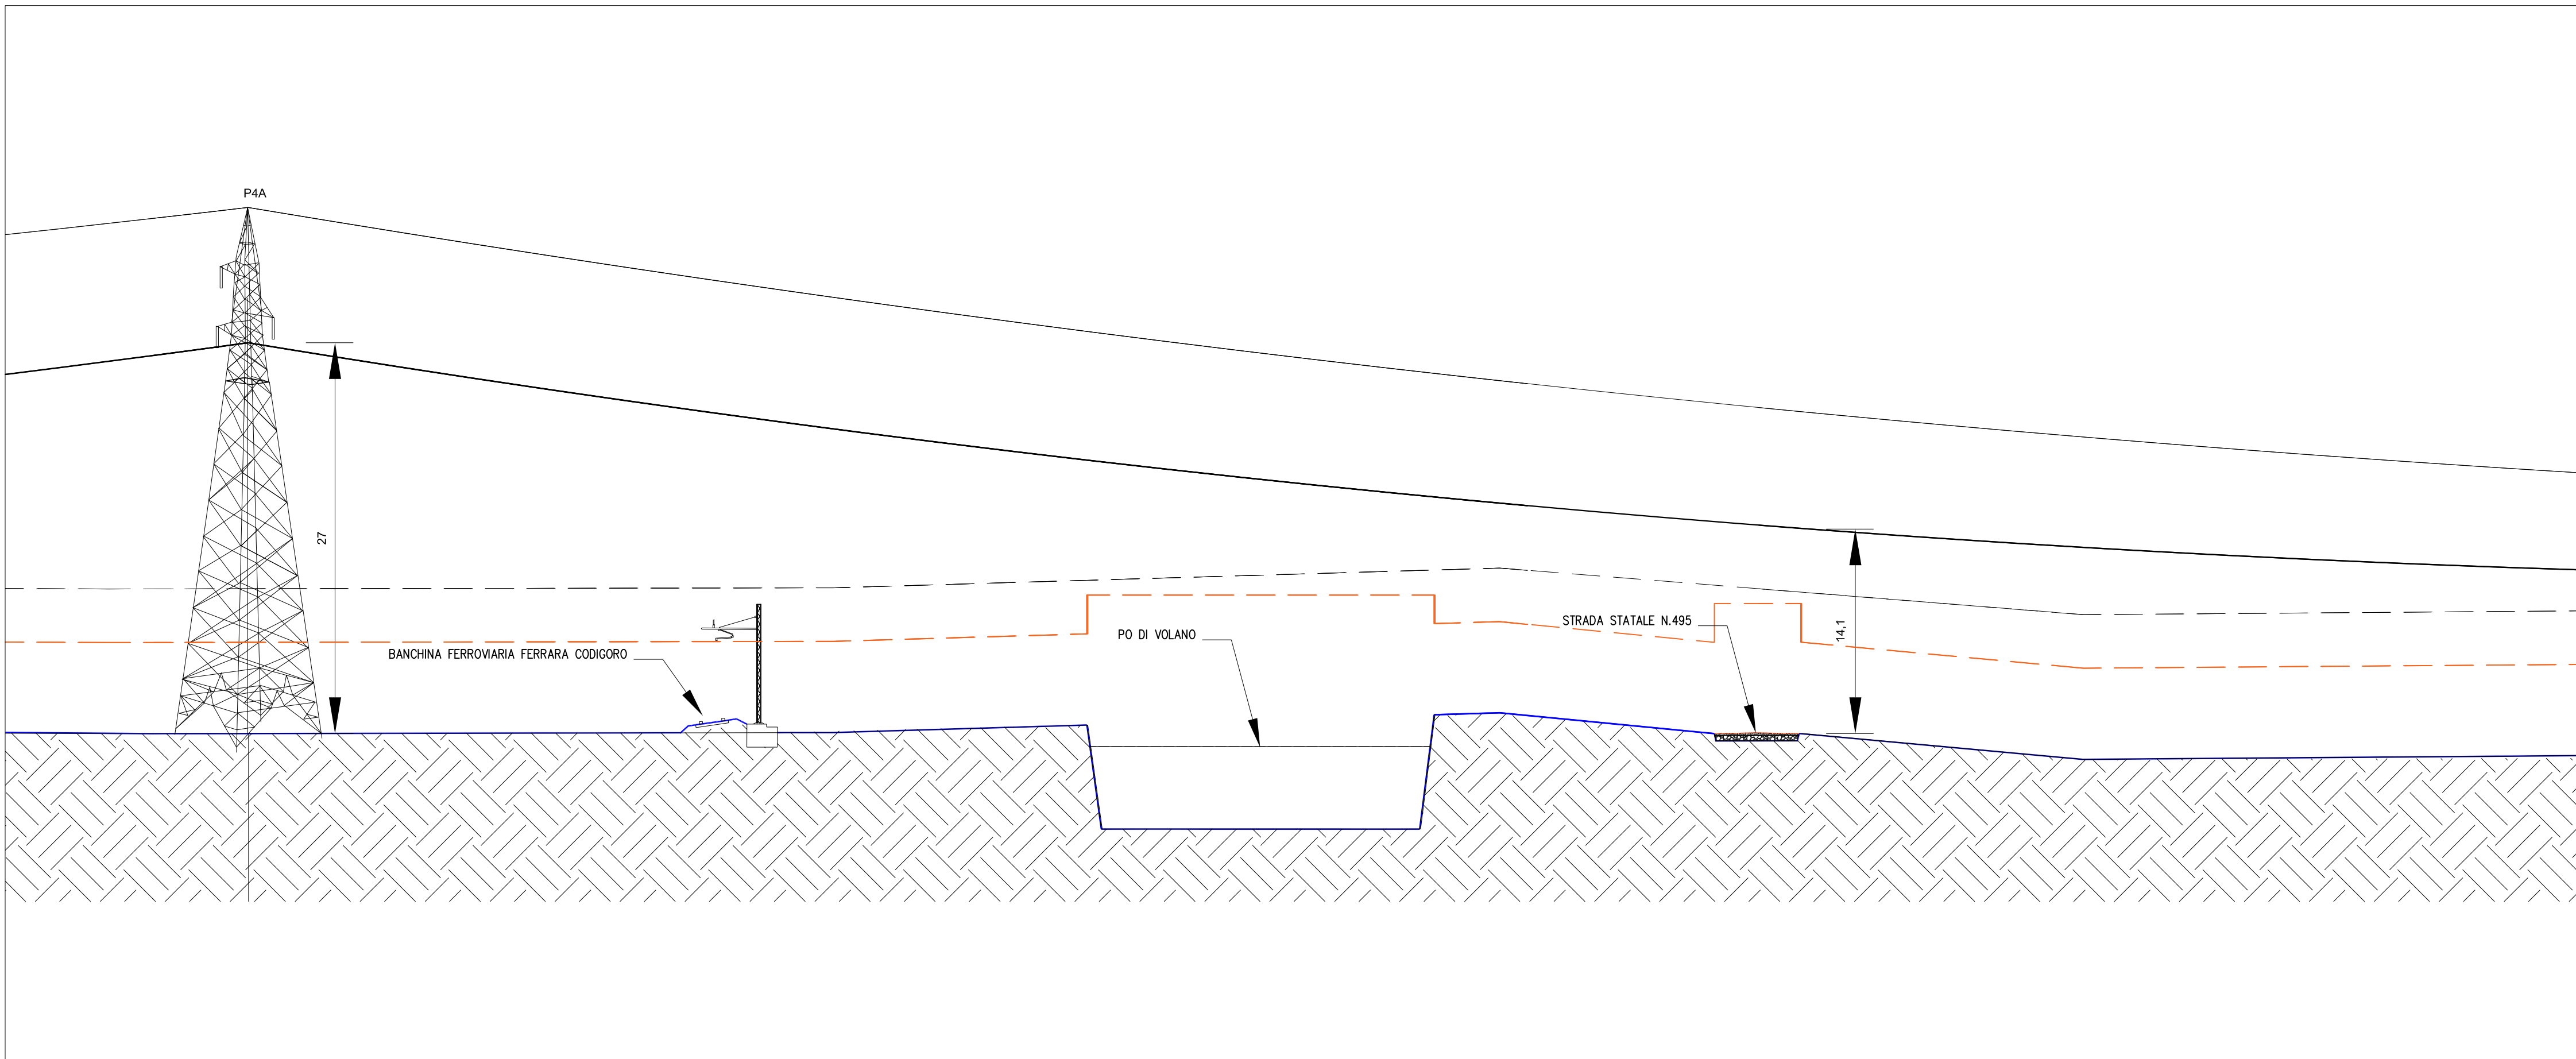 P4A
27
BANCHINA FERROVIARIA FERRARA CODIGORO
PO DI VOLANO
STRADA STATALE N.495
14,1